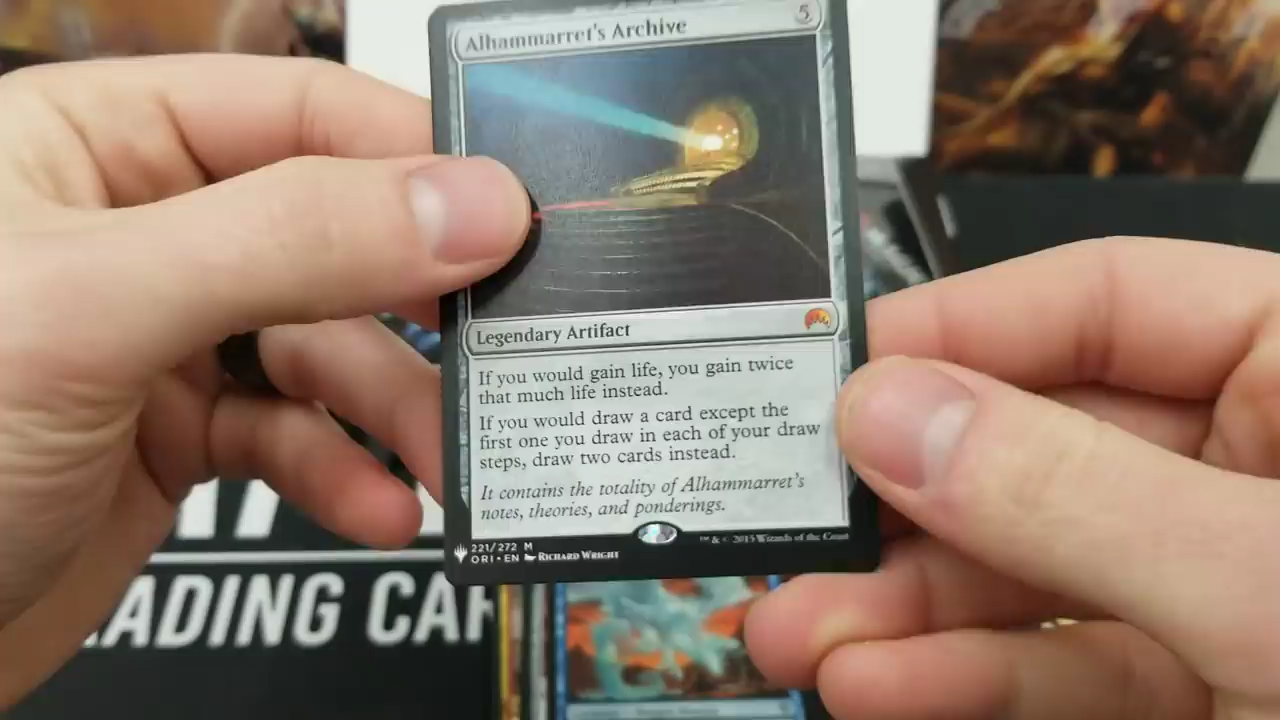 Alhammarret's Archive 5
Legendary Artifact
If you would gain life, you gain twice
that much life instead.
If you would draw a card except the
first one you draw in each of your draw
steps, draw two cards instead.
It contains the totality of Alhammarret's
notes, theories, and ponderings.
221/272 M
ORI • EN Richard Wright
™ & © 2015 Wizards of the Coast
ADING CAR